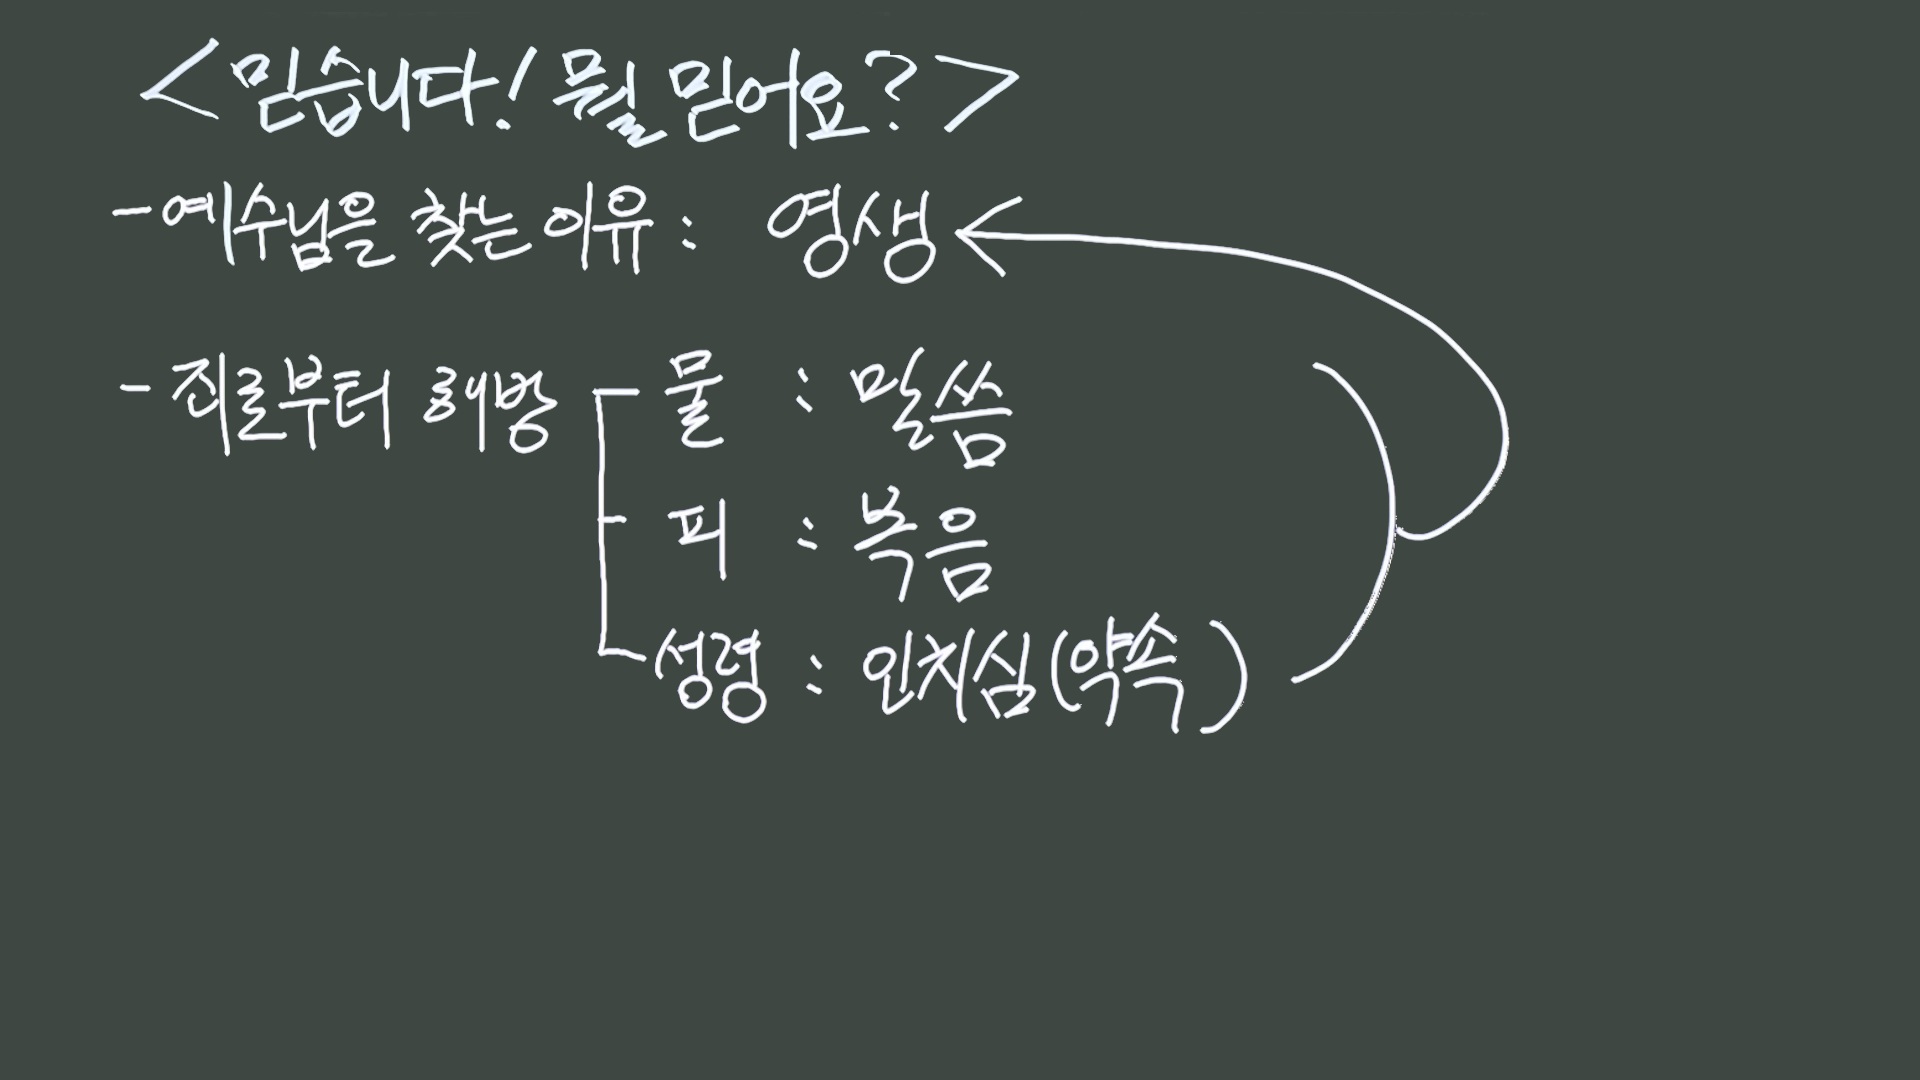 <믿습니다! 뭘 믿어요?>
- 예수님을 찾는 이유 : 영생
- 죄로부터 해방 물 : 말씀
피 : 복음
성령 : 인치심(약속)